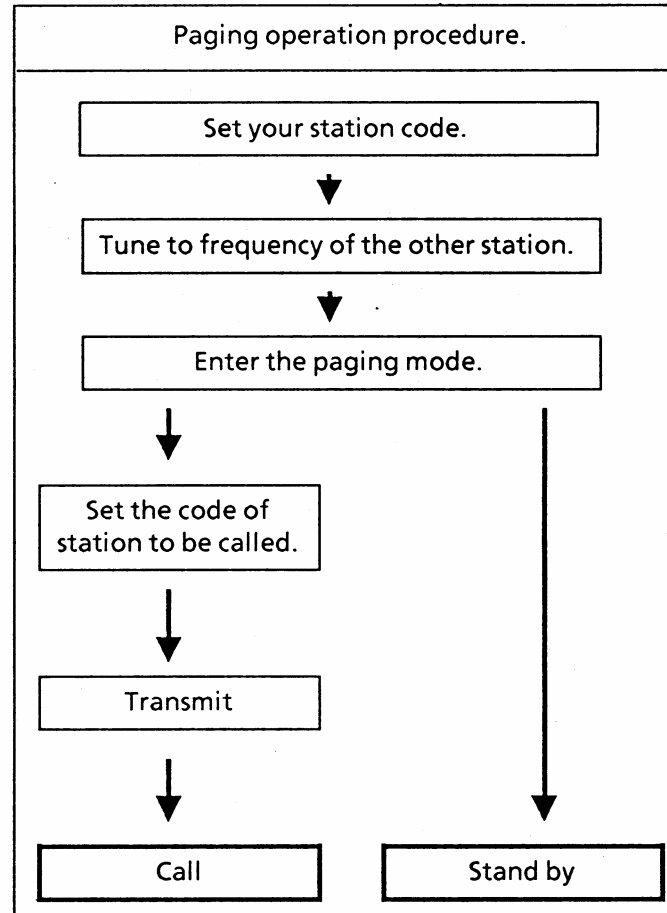 Paging operation procedure.
Set your station code.
Tune to frequency of the other station.
Enter the paging mode.
Set the code of
station to be called.
Transmit
Call
Stand by